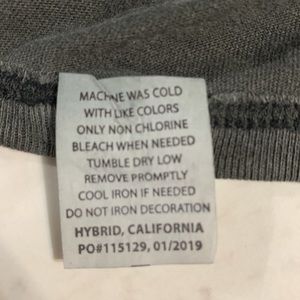 MACHINE WAS COLD
WITH LIKE COLORS
ONLY NON CHLORINE
BLEACH WHEN NEEDED
TUMBLE DRY LOW
REMOVE PROMPTLY
COOL IRON IF NEEDED
DO NOT IRON DECORATION
HYBRID, CALIFORNIA
PO#115129, 01/2019